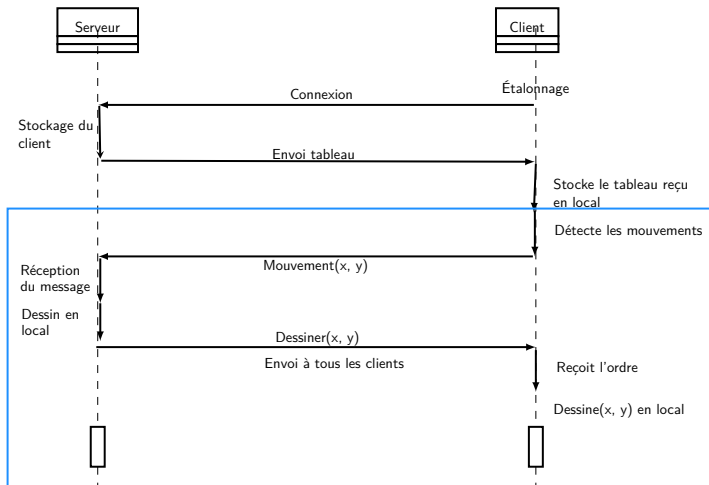 Serveur
Client
Étalonnage
Connexion
Stockage du
client
Envoi tableau
Stocke le tableau reçu
en local
Détecte les mouvements
Mouvement(x, y)
Réception
du message
Dessin en
local
Dessiner(x, y)
Envoi à tous les clients
Reçoit l'ordre
Dessine(x, y) en local